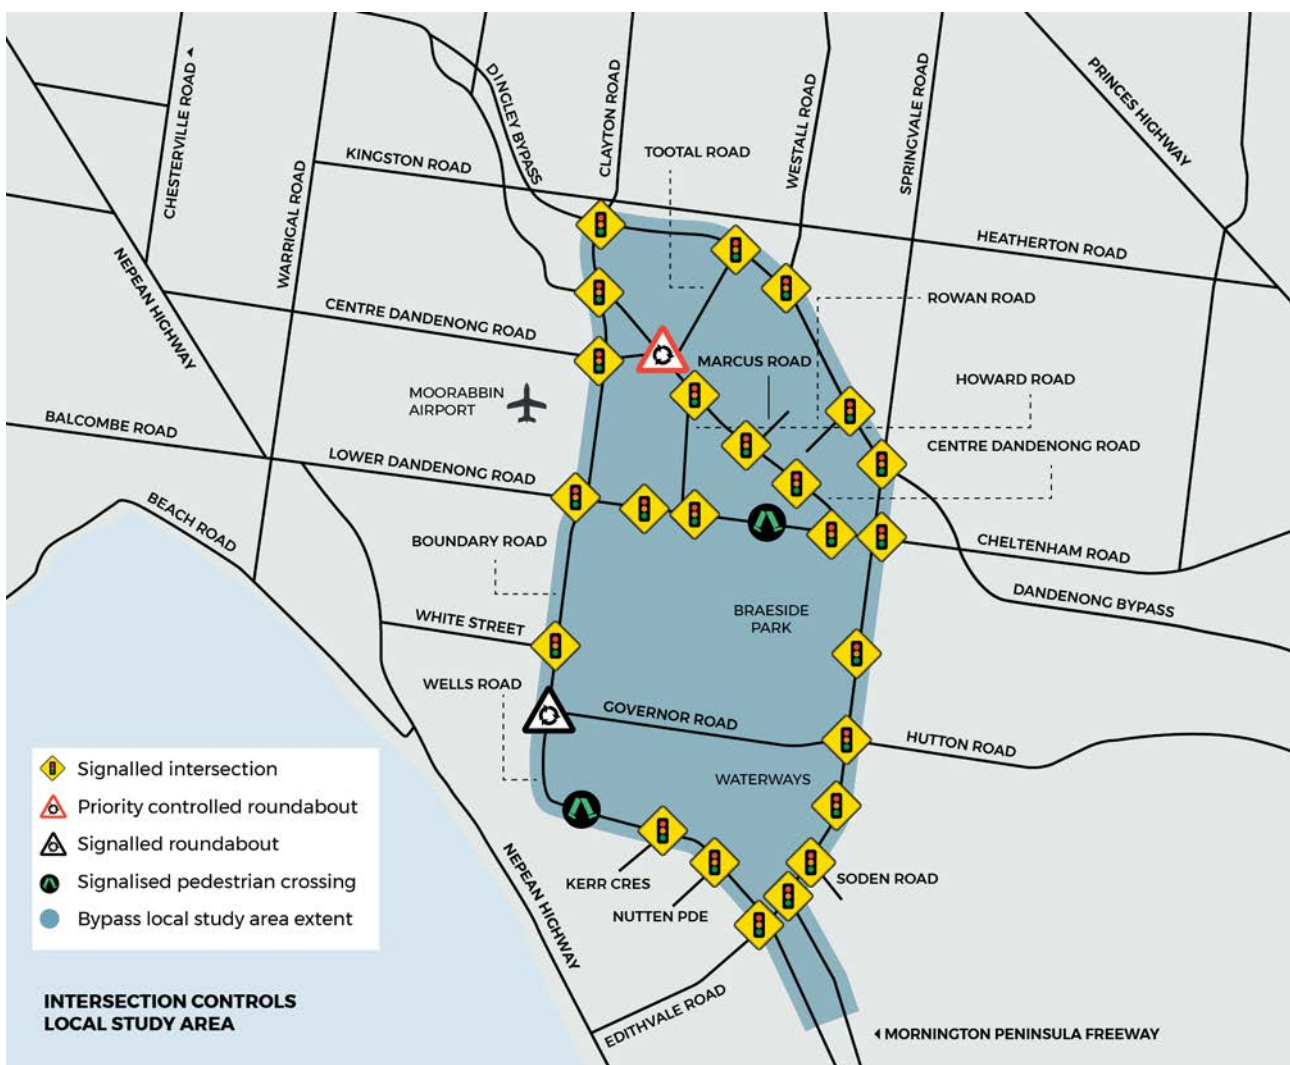 CHESTERVILLE ROAD
WARRIGAL ROAD
KINGSTON ROAD
DINGLEY BYPASS
CLAYTON ROAD
TOOTAL ROAD
WESTALL ROAD
SPRINGVALE ROAD
PRINCES HIGHWAY
HEATHERTON ROAD
NEPEAN HIGHWAY
CENTRE DANDENONG ROAD
ROWAN ROAD
MARCUS ROAD
HOWARD ROAD
MOORABBIN
AIRPORT
BALCOMBE ROAD
LOWER DANDENONG ROAD
CENTRE DANDENONG ROAD
BEACH ROAD
BOUNDARY ROAD
CHELTENHAM ROAD
DANDENONG BYPASS
WHITE STREET
BRAESIDE
PARK
WELLS ROAD
GOVERNOR ROAD
HUTTON ROAD
WATERWAYS
Signalled intersection
Priority controlled roundabout
Signalled roundabout
Signalised pedestrian crossing
Bypass local study area extent
NEPEAN HIGHWAY
KERR CRES
NUTTEN PDE
SODEN ROAD
EDITHVALE ROAD
MORNINGTON PENINSULA FREEWAY
INTERSECTION CONTROLS
LOCAL STUDY AREA